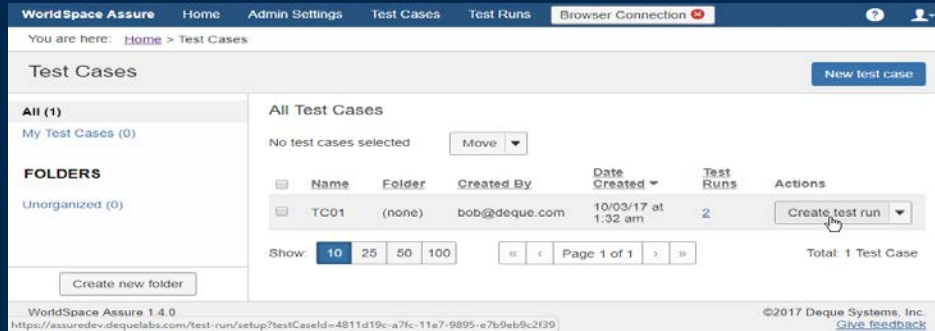 WorldSpace Assure Home Admin Settings Test Cases Test Runs Browser Connection
You are here: Home > Test Cases
Test Cases
New test case
All (1)
My Test Cases (0)
FOLDERS
Unorganized (0)
Create new folder
All Test Cases
No test cases selected Move
Name Folder Created By Date Created Test Runs Actions
TC01 (none) bob@deque.com 10/03/17 at 1:32 am 2 Create test run
Show: 10 25 50 100 « ‹ Page 1 of 1 › » Total: 1 Test Case
WorldSpace Assure 1.4.0 ©2017 Deque Systems, Inc.
https://assuredev.dequelabs.com/test-run/setup?testCaseId=4811d19c-a7fc-11e7-9895-e7b9eb9c2f39 Give feedback